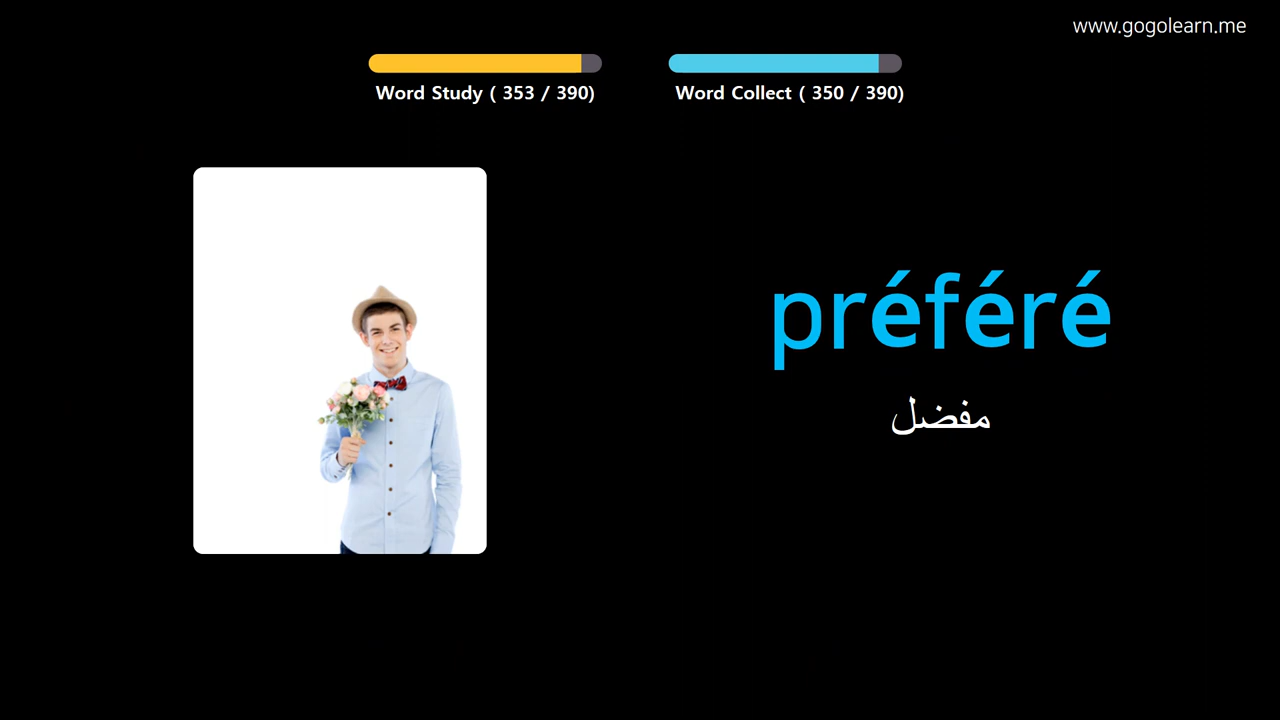 www.gogolearn.me
Word Study ( 353 / 390)
Word Collect ( 350 / 390)
préféré
مفضل